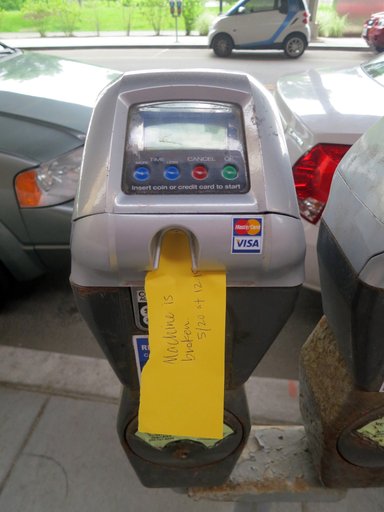 TIME
CANCEL
OK
Insert coin or credit card to start
MasterCard
VISA
Machine is
broken
5/20 at 12